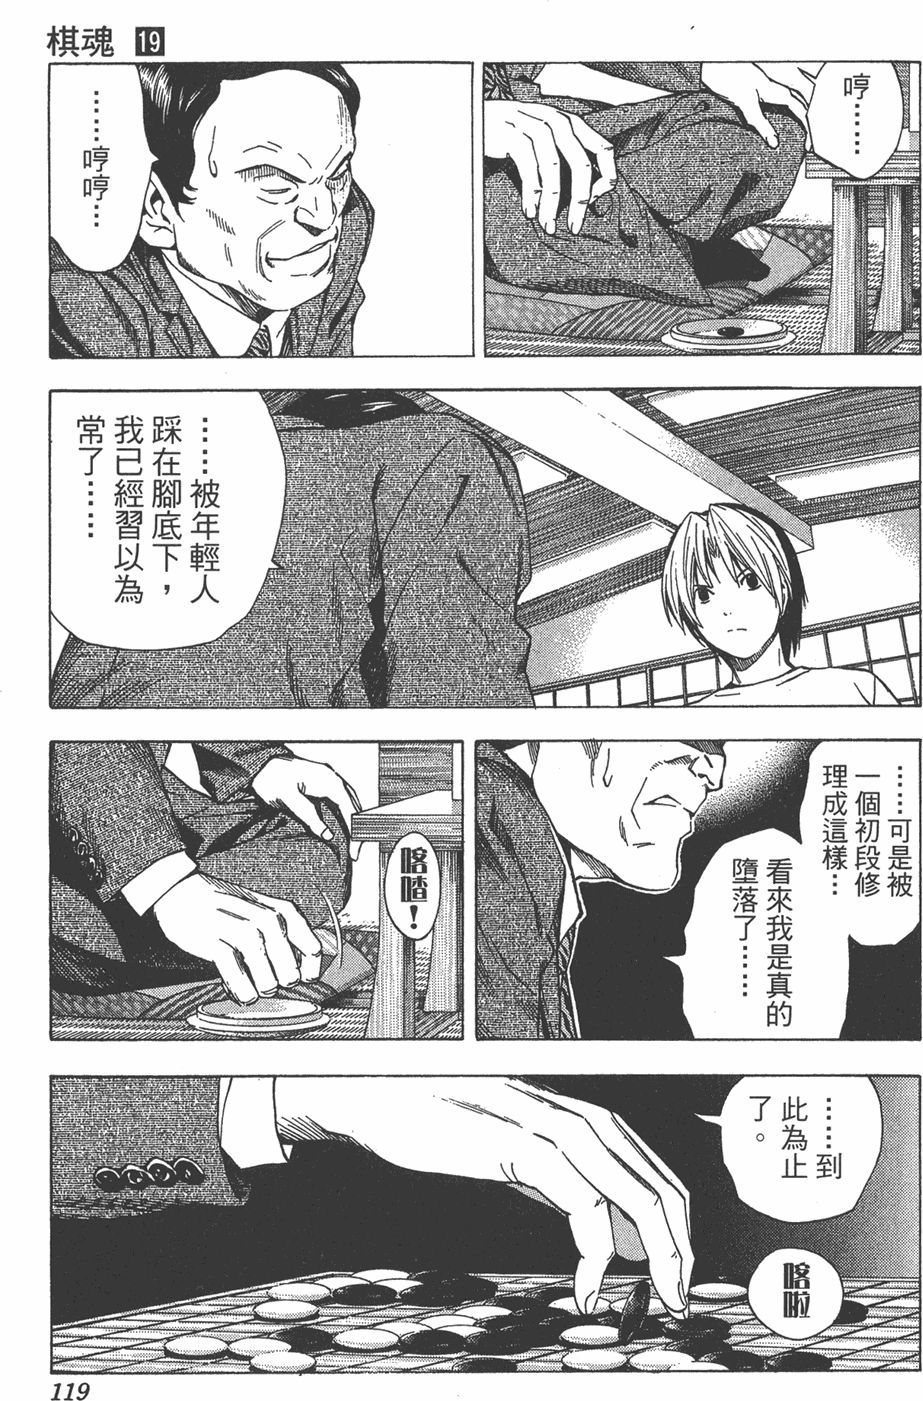 棋魂 19
哼……
……哼哼…
……被年輕人
踩在腳底下，
我已經習以為
常了……
……可是被
一個初段修
理成這樣…
看來我是真的
墮落了……
喀喳！
……到
此為止
了。
喀啦
119